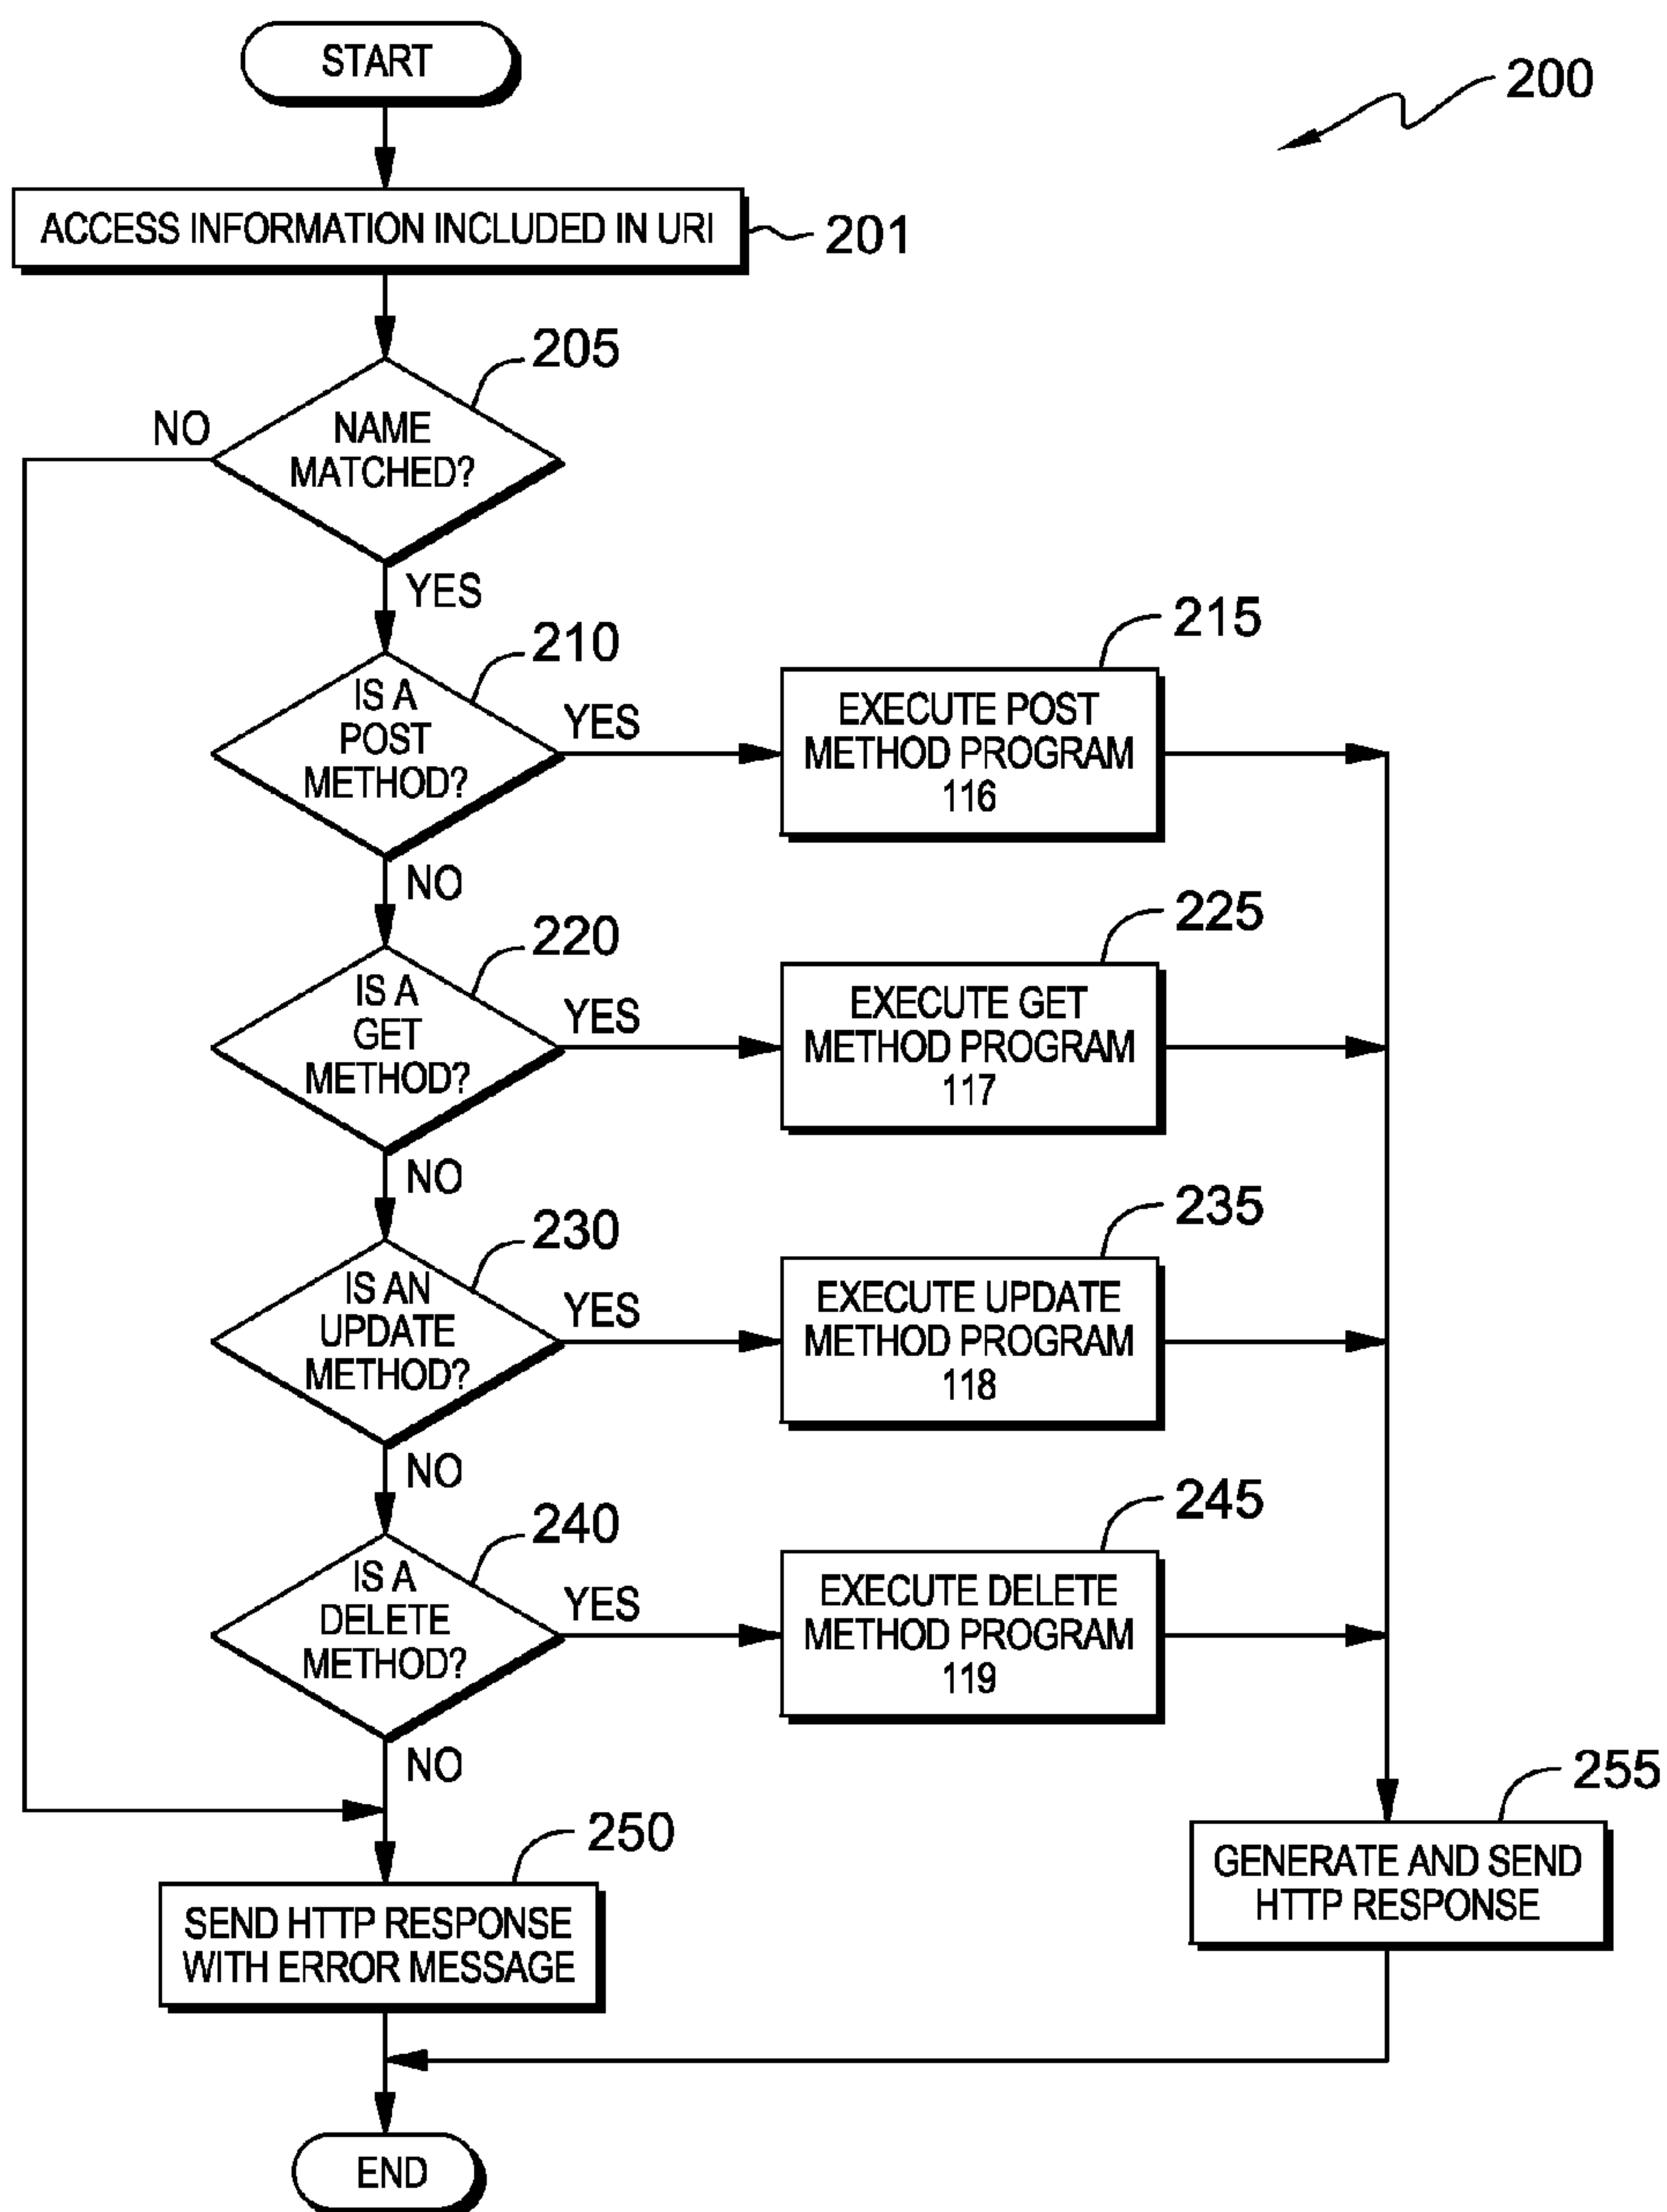 START
200
ACCESS INFORMATION INCLUDED IN URI
201
205
NO
NAME
MATCHED?
YES
210
IS A
POST
METHOD?
YES
215
EXECUTE POST
METHOD PROGRAM
116
NO
220
IS A
GET
METHOD?
YES
225
EXECUTE GET
METHOD PROGRAM
117
NO
230
IS AN
UPDATE
METHOD?
YES
235
EXECUTE UPDATE
METHOD PROGRAM
118
NO
240
IS A
DELETE
METHOD?
YES
245
EXECUTE DELETE
METHOD PROGRAM
119
NO
250
SEND HTTP RESPONSE
WITH ERROR MESSAGE
255
GENERATE AND SEND
HTTP RESPONSE
END